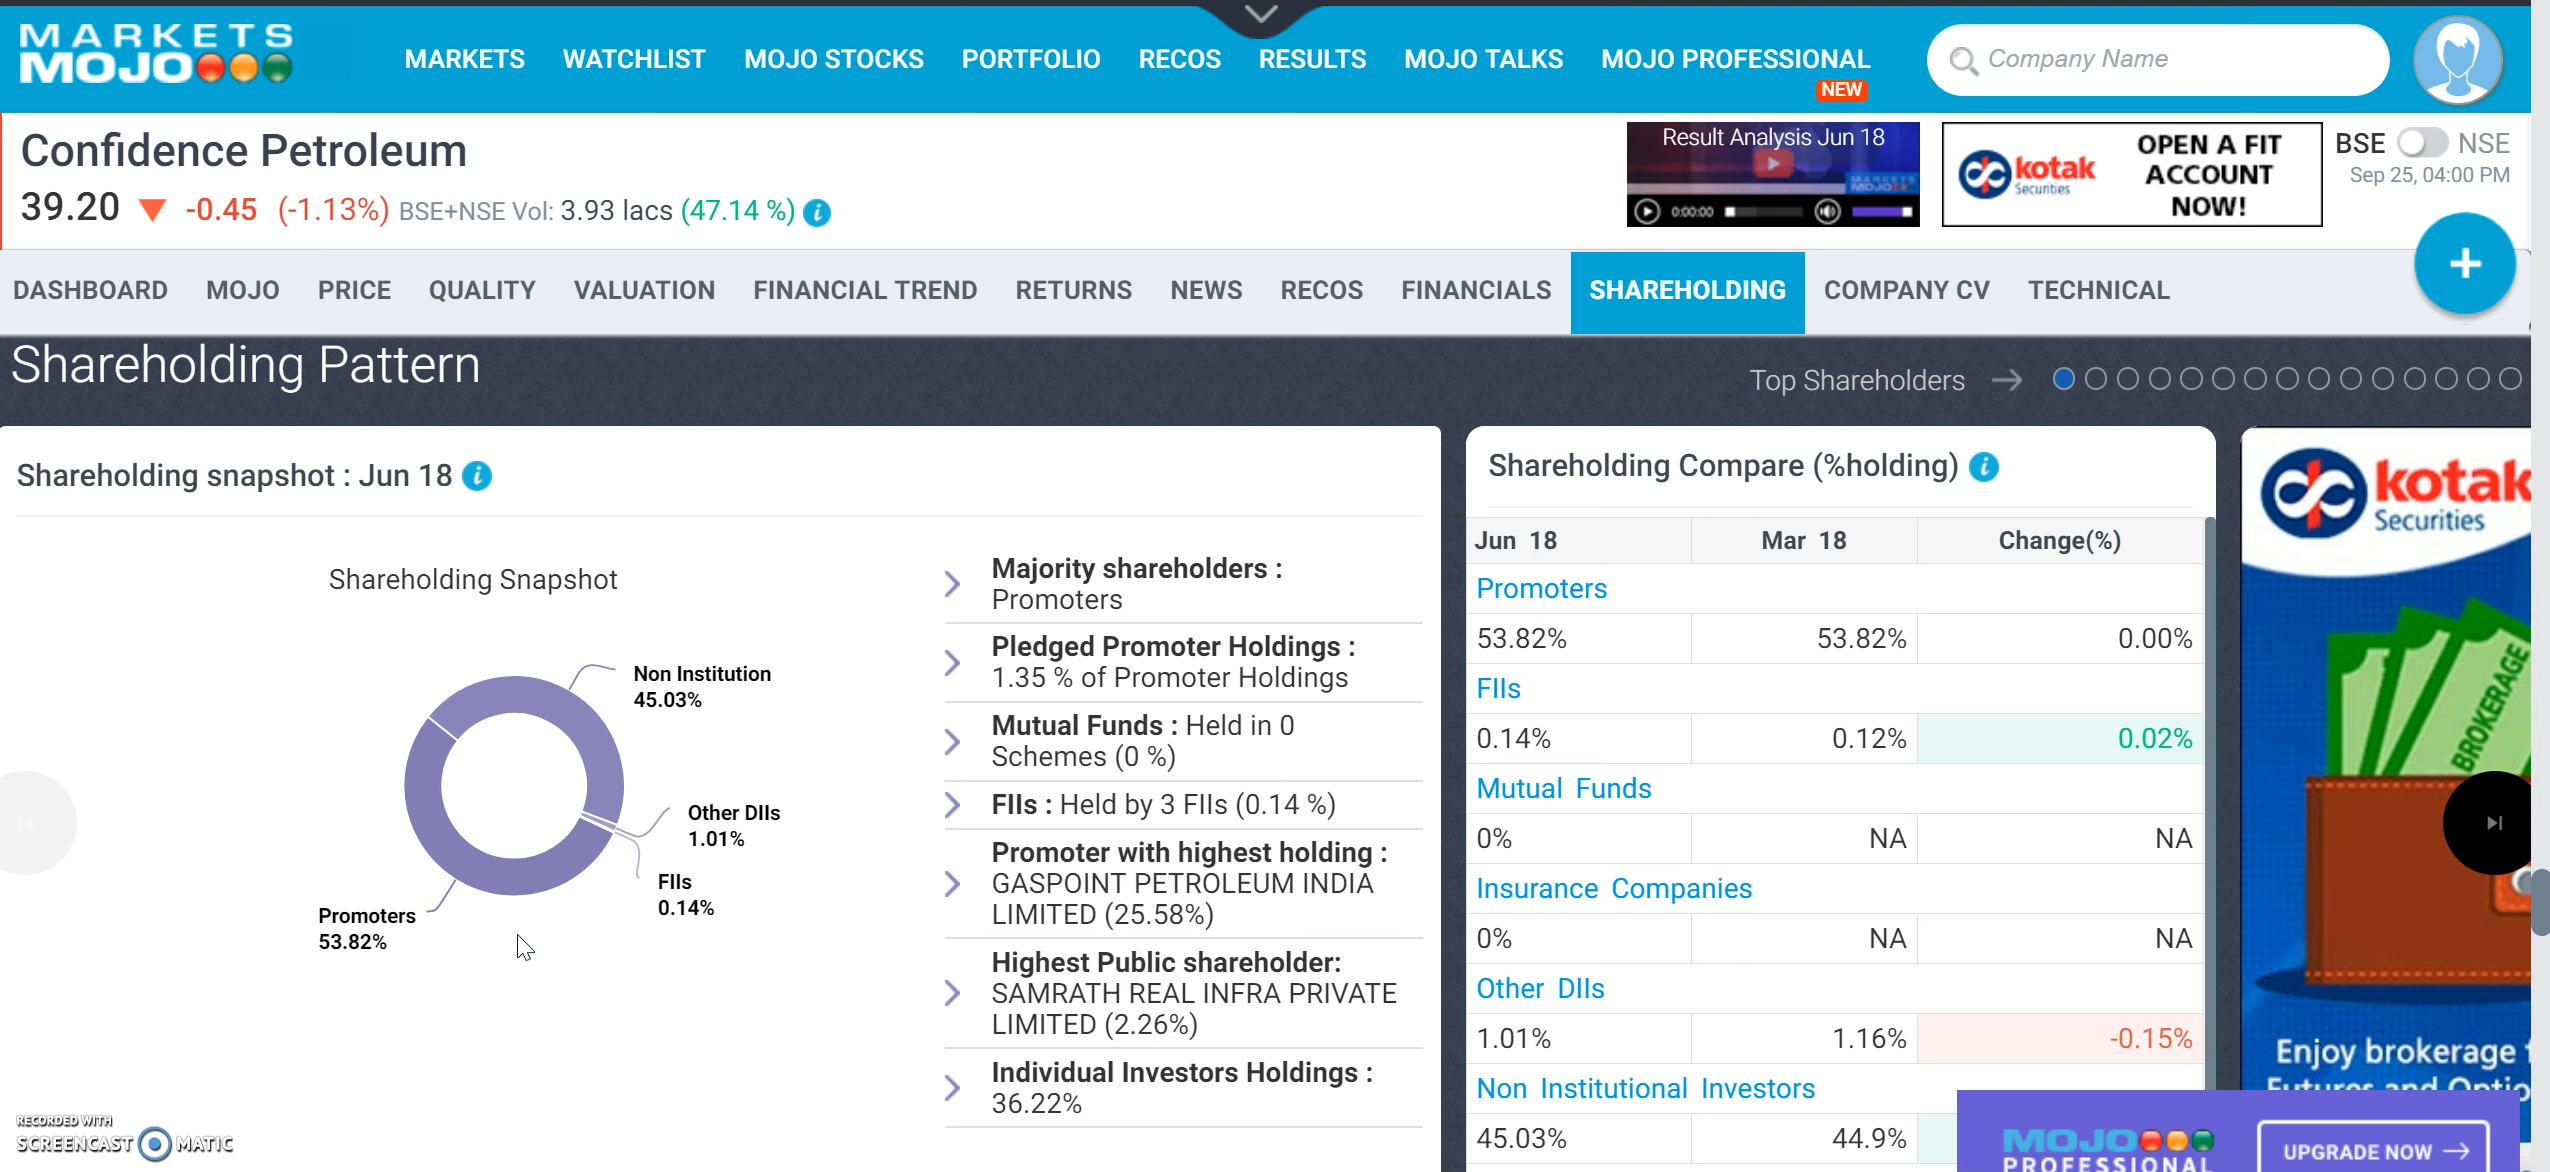 MARKETS
MOJO
MARKETS WATCHLIST MOJO STOCKS PORTFOLIO RECOS RESULTS MOJO TALKS MOJO PROFESSIONAL
NEW
Company Name
Confidence Petroleum
39.20 -0.45 (-1.13%) BSE+NSE Vol: 3.93 lacs (47.14 %) i
Result Analysis Jun 18
MARKETS
MOJO
0:00:00
kotak
Securities
OPEN A FIT
ACCOUNT
NOW!
BSE NSE
Sep 25, 04:00 PM
+
DASHBOARD MOJO PRICE QUALITY VALUATION FINANCIAL TREND RETURNS NEWS RECOS FINANCIALS SHAREHOLDING COMPANY CV TECHNICAL
Shareholding Pattern
Top Shareholders →
Shareholding snapshot : Jun 18 i
Shareholding Snapshot
Non Institution
45.03%
Other DIIs
1.01%
FIIs
0.14%
Promoters
53.82%
Majority shareholders :
Promoters
Pledged Promoter Holdings :
1.35 % of Promoter Holdings
Mutual Funds : Held in 0
Schemes (0 %)
FIIs : Held by 3 FIIs (0.14 %)
Promoter with highest holding :
GASPOINT PETROLEUM INDIA
LIMITED (25.58%)
Highest Public shareholder:
SAMRATH REAL INFRA PRIVATE
LIMITED (2.26%)
Individual Investors Holdings :
36.22%
Shareholding Compare (%holding) i
Jun 18 Mar 18 Change(%)
Promoters
53.82% 53.82% 0.00%
FIIs
0.14% 0.12% 0.02%
Mutual Funds
0% NA NA
Insurance Companies
0% NA NA
Other DIIs
1.01% 1.16% -0.15%
Non Institutional Investors
45.03% 44.9%
kotak
Securities
BROKERAGE
Enjoy brokerage
Futures and
MOJO
PROFESSIONAL
UPGRADE NOW →
RECORDED WITH
SCREENCAST MATIC